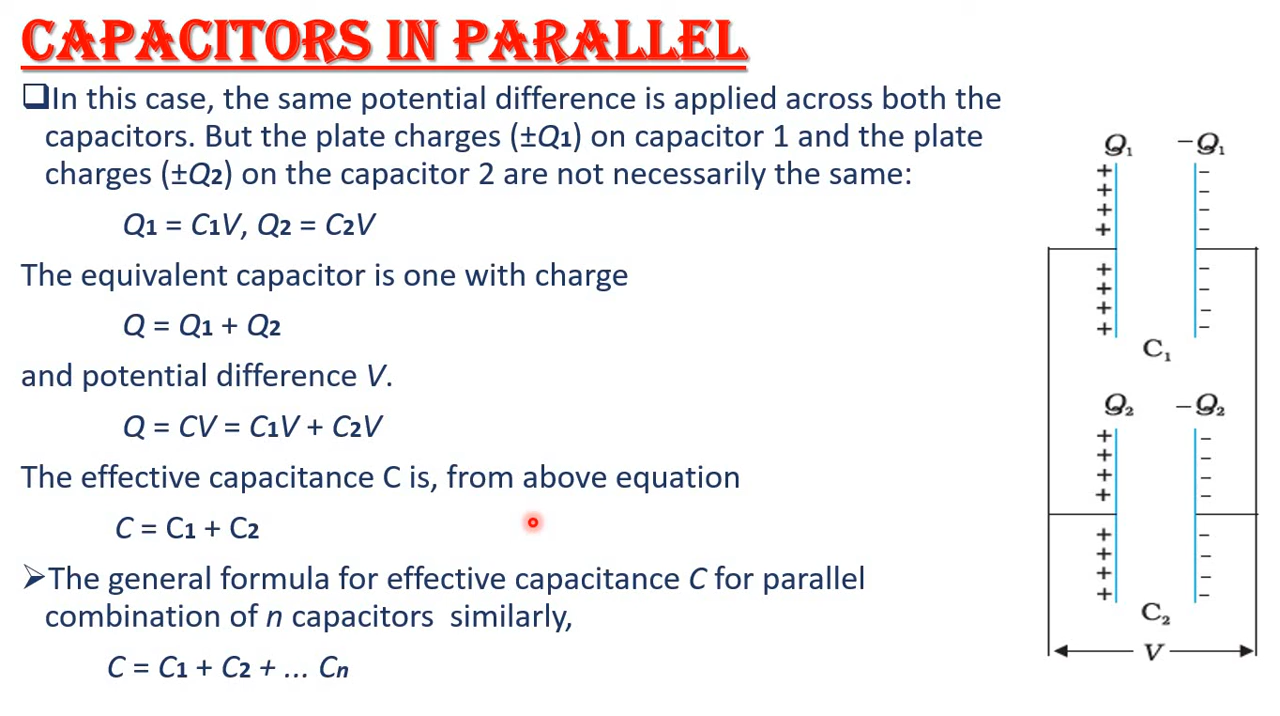 CAPACITORS IN PARALLEL
❑In this case, the same potential difference is applied across both the
capacitors. But the plate charges (±Q1) on capacitor 1 and the plate
charges (±Q2) on the capacitor 2 are not necessarily the same:
Q1 = C1V, Q2 = C2V
The equivalent capacitor is one with charge
Q = Q1 + Q2
and potential difference V.
Q = CV = C1V + C2V
The effective capacitance C is, from above equation
C = C1 + C2
➢The general formula for effective capacitance C for parallel
combination of n capacitors  similarly,
C = C1 + C2 + ... Cn
Q1 −Q1
C1
Q2 −Q2
C2
V